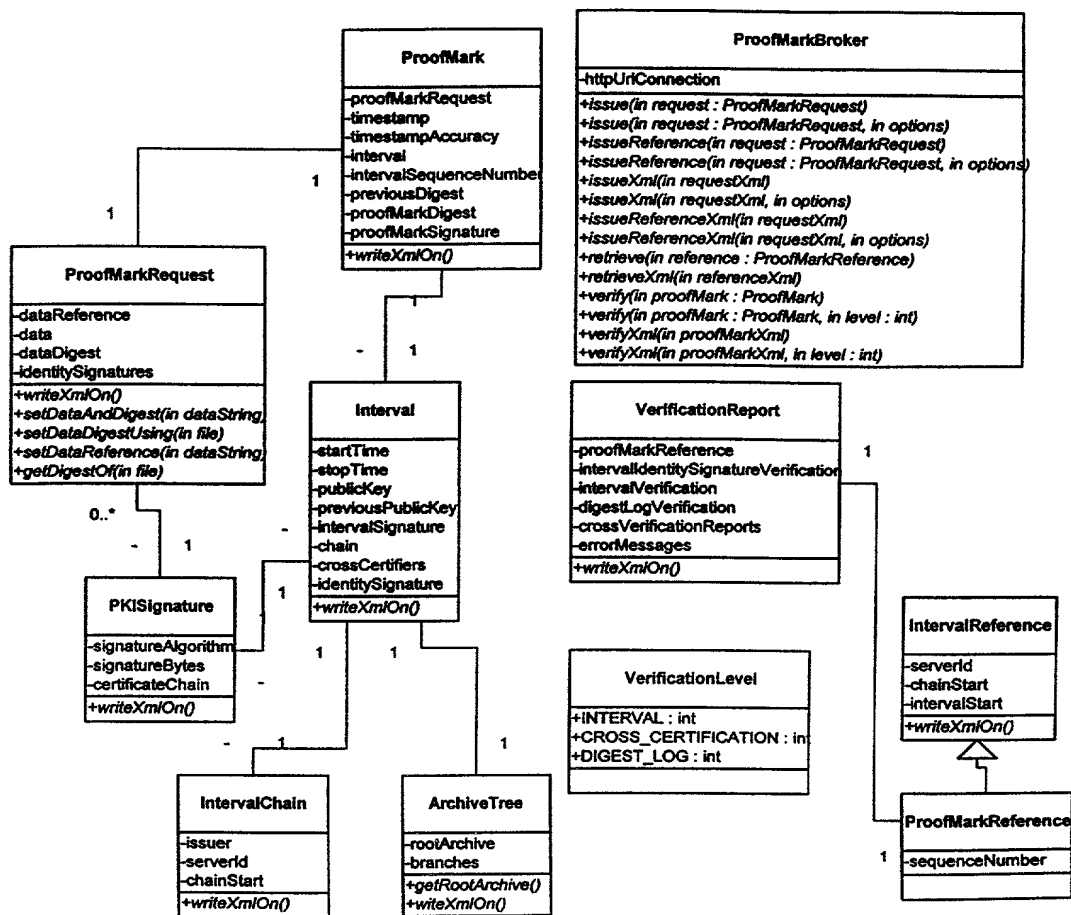 ProofMark
-proofMarkRequest
-timestamp
-timestampAccuracy
-interval
-intervalSequenceNumber
-previousDigest
-proofMarkDigest
-proofMarkSignature
+writeXmlOn()
ProofMarkBroker
-httpUrlConnection
+issue(in request : ProofMarkRequest)
+issue(in request : ProofMarkRequest, in options)
+issueReference(in request : ProofMarkRequest)
+issueReference(in request : ProofMarkRequest, in options)
+issueXml(in requestXml)
+issueXml(in requestXml, in options)
+issueReferenceXml(in requestXml)
+issueReferenceXml(in requestXml, in options)
+retrieve(in reference : ProofMarkReference)
+retrieveXml(in referenceXml)
+verify(in proofMark : ProofMark)
+verify(in proofMark : ProofMark, in level : int)
+verifyXml(in proofMarkXml)
+verifyXml(in proofMarkXml, in level : int)
1
1
ProofMarkRequest
-dataReference
-data
-dataDigest
-identitySignatures
+writeXmlOn()
+setDataAndDigest(in dataString)
+setDataDigestUsing(in file)
+setDataReference(in dataString)
+getDigestOf(in file)
1
-
1
Interval
-startTime
-stopTime
-publicKey
-previousPublicKey
-intervalSignature
-chain
-crossCertifiers
-identitySignature
+writeXmlOn()
VerificationReport
-proofMarkReference
-intervalIdentitySignatureVerification
-intervalVerification
-digestLogVerification
-crossVerificationReports
-errorMessages
+writeXmlOn()
1
0..*
-
1
-
1
-
PKISignature
-signatureAlgorithm
-signatureBytes
-certificateChain
+writeXmlOn()
-
1
1
VerificationLevel
+INTERVAL : int
+CROSS_CERTIFICATION : int
+DIGEST_LOG : int
IntervalReference
-serverId
-chainStart
-intervalStart
+writeXmlOn()
-
1
1
IntervalChain
-issuer
-serverId
-chainStart
+writeXmlOn()
ArchiveTree
-rootArchive
-branches
+getRootArchive()
+witeXmlOn()
ProofMarkReference
-sequenceNumber
1